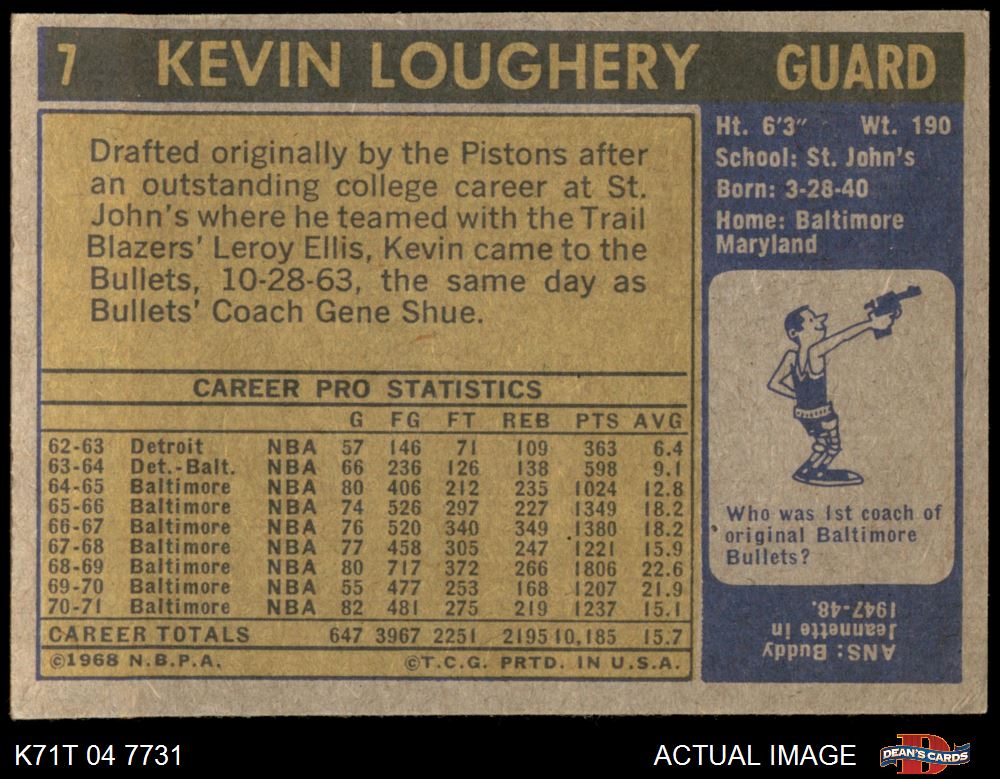 7 KEVIN LOUGHERY GUARD
Drafted originally by the Pistons after
an outstanding college career at St.
John's where he teamed with the Trail
Blazers' Leroy Ellis, Kevin came to the
Bullets, 10-28-63, the same day as
Bullets' Coach Gene Shue.
CAREER PRO STATISTICS
G FG FT REB PTS AVG
62-63 Detroit NBA 57 146 71 109 363 6.4
63-64 Det.-Balt. NBA 66 236 126 138 598 9.1
64-65 Baltimore NBA 80 406 212 235 1024 12.8
65-66 Baltimore NBA 74 526 297 227 1349 18.2
66-67 Baltimore NBA 76 520 340 349 1380 18.2
67-68 Baltimore NBA 77 458 305 247 1221 15.9
68-69 Baltimore NBA 80 717 372 266 1806 22.6
69-70 Baltimore NBA 55 477 253 168 1207 21.9
70-71 Baltimore NBA 82 481 275 219 1237 15.1
CAREER TOTALS 647 3967 2251 2195 10,185 15.7
©1968 N.B.P.A. ©T.C.G. PRTD. IN U.S.A.
Ht. 6'3" Wt. 190
School: St. John's
Born: 3-28-40
Home: Baltimore
Maryland
Who was 1st coach of
original Baltimore
Bullets?
ANS: Buddy
Jeannette in
1947-48.
K71T 04 7731 ACTUAL IMAGE DEAN'S CARDS